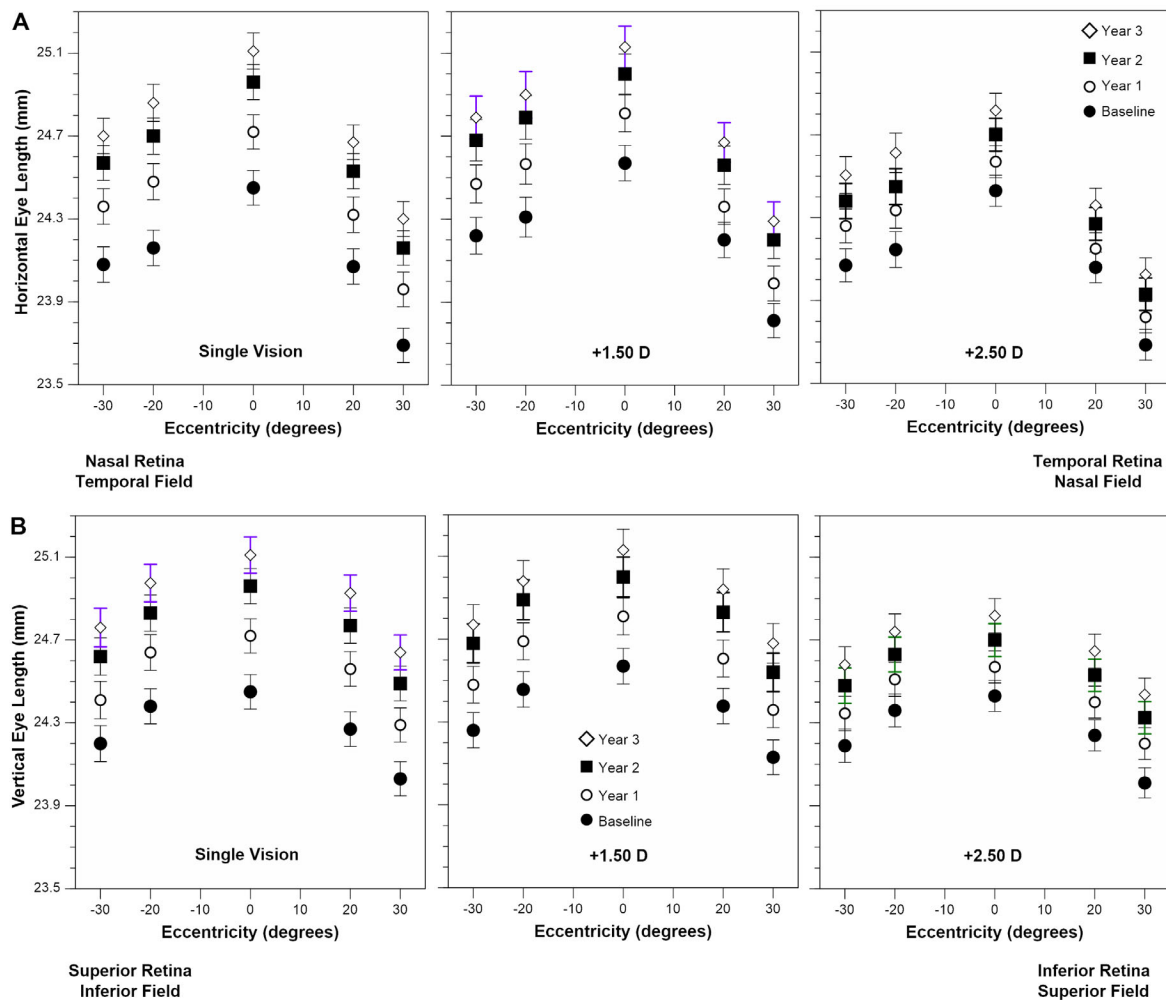 A
Horizontal Eye Length (mm)
25.1
24.7
24.3
23.9
23.5
Single Vision
-30 -20 -10 0 10 20 30
Eccentricity (degrees)
+1.50 D
-30 -20 -10 0 10 20 30
Eccentricity (degrees)
Year 3
Year 2
Year 1
Baseline
+2.50 D
-30 -20 -10 0 10 20 30
Eccentricity (degrees)
Nasal Retina
Temporal Field
Temporal Retina
Nasal Field
B
Vertical Eye Length (mm)
25.1
24.7
24.3
23.9
23.5
Single Vision
-30 -20 -10 0 10 20 30
Eccentricity (degrees)
Year 3
Year 2
Year 1
Baseline
+1.50 D
-30 -20 -10 0 10 20 30
Eccentricity (degrees)
+2.50 D
-30 -20 -10 0 10 20 30
Eccentricity (degrees)
Superior Retina
Inferior Field
Inferior Retina
Superior Field